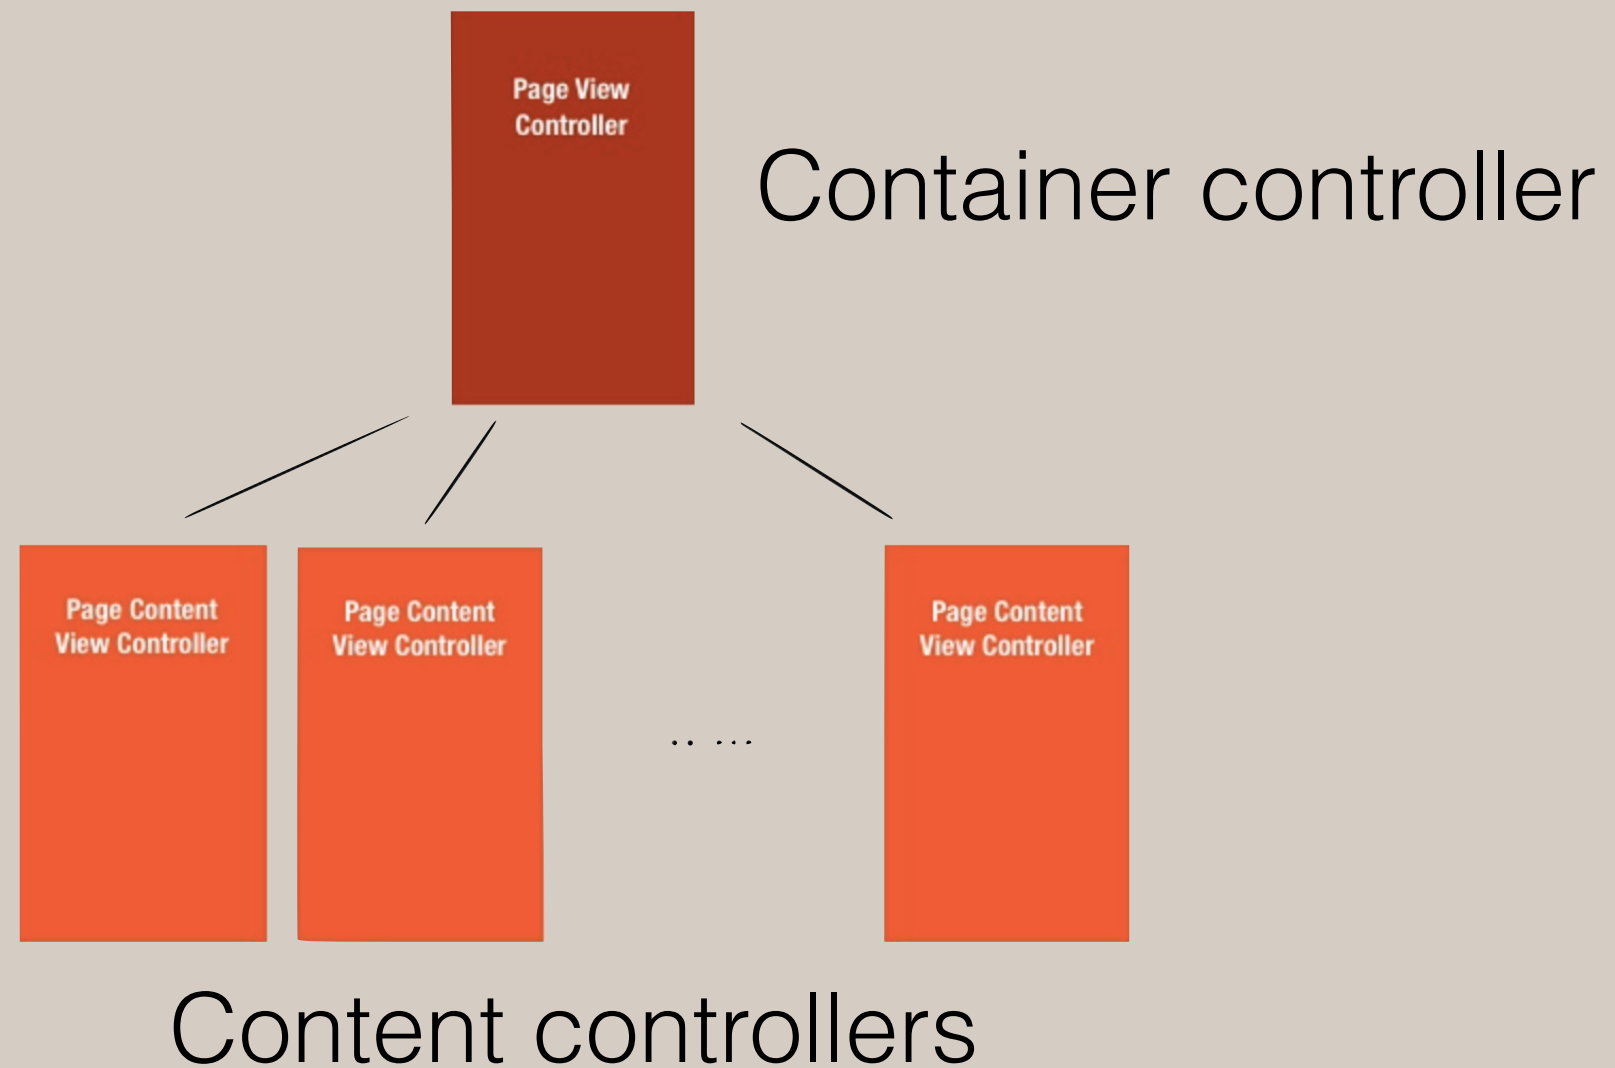 Page View
Controller
Container controller
Page Content
View Controller
Page Content
View Controller
.. ...
Page Content
View Controller
Content controllers